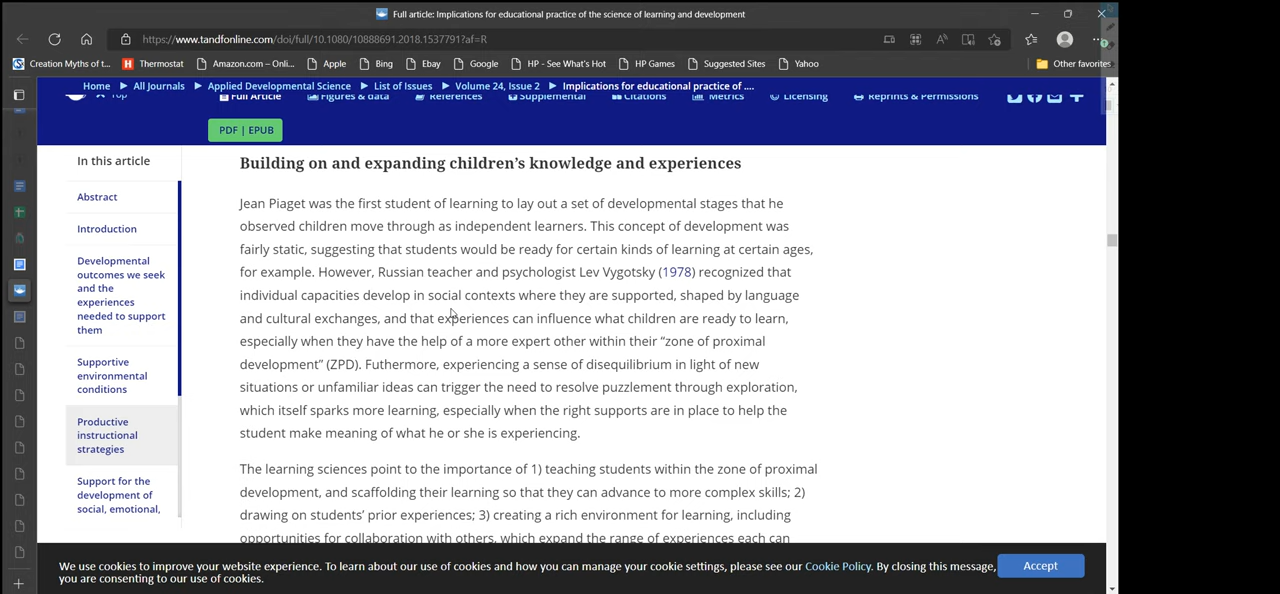 Full article: Implications for educational practice of the science of learning and development
https://www.tandfonline.com/doi/full/10.1080/10888691.2018.1537791?af=R
Creation Myths of t... Thermostat Amazon.com – Onli... Apple Bing Ebay Google HP - See What's Hot HP Games Suggested Sites Yahoo Other favorites
Home All Journals Applied Developmental Science List of Issues Volume 24, Issue 2 Implications for educational practice of ....
Top Full Article Figures & data References Supplemental Citations Metrics Licensing Reprints & Permissions
PDF | EPUB
In this article
Abstract
Introduction
Developmental
outcomes we seek
and the
experiences
needed to support
them
Supportive
environmental
conditions
Productive
instructional
strategies
Support for the
development of
social, emotional,
Building on and expanding children's knowledge and experiences
Jean Piaget was the first student of learning to lay out a set of developmental stages that he
observed children move through as independent learners. This concept of development was
fairly static, suggesting that students would be ready for certain kinds of learning at certain ages,
for example. However, Russian teacher and psychologist Lev Vygotsky (1978) recognized that
individual capacities develop in social contexts where they are supported, shaped by language
and cultural exchanges, and that experiences can influence what children are ready to learn,
especially when they have the help of a more expert other within their “zone of proximal
development” (ZPD). Futhermore, experiencing a sense of disequilibrium in light of new
situations or unfamiliar ideas can trigger the need to resolve puzzlement through exploration,
which itself sparks more learning, especially when the right supports are in place to help the
student make meaning of what he or she is experiencing.
The learning sciences point to the importance of 1) teaching students within the zone of proximal
development, and scaffolding their learning so that they can advance to more complex skills; 2)
drawing on students' prior experiences; 3) creating a rich environment for learning, including
opportunities for collaboration with others, which expand the range of experiences each can
We use cookies to improve your website experience. To learn about our use of cookies and how you can manage your cookie settings, please see our Cookie Policy. By closing this message,
you are consenting to our use of cookies.
Accept